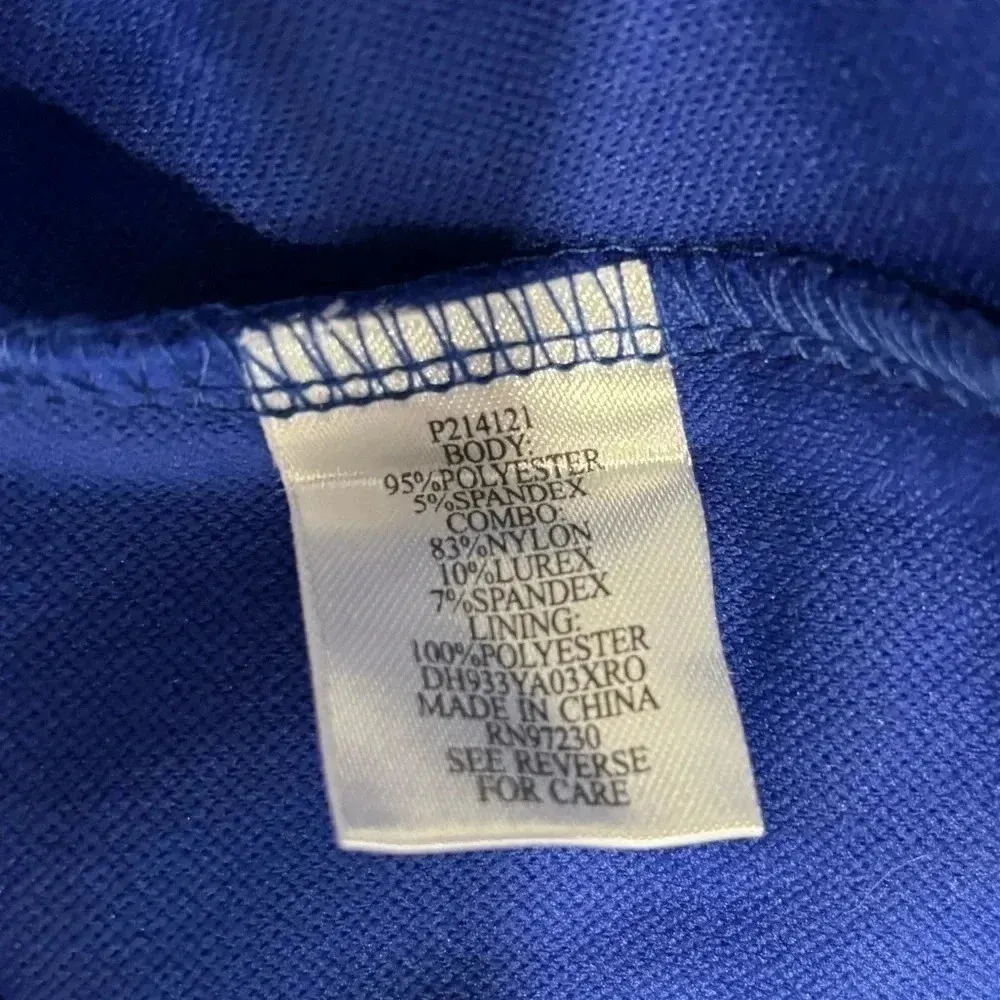 P214121
BODY:
95%POLYESTER
5%SPANDEX
COMBO:
83%NYLON
10%LUREX
7%SPANDEX
LINING:
100%POLYESTER
DH933YA03XRO
MADE IN CHINA
RN97230
SEE REVERSE
FOR CARE